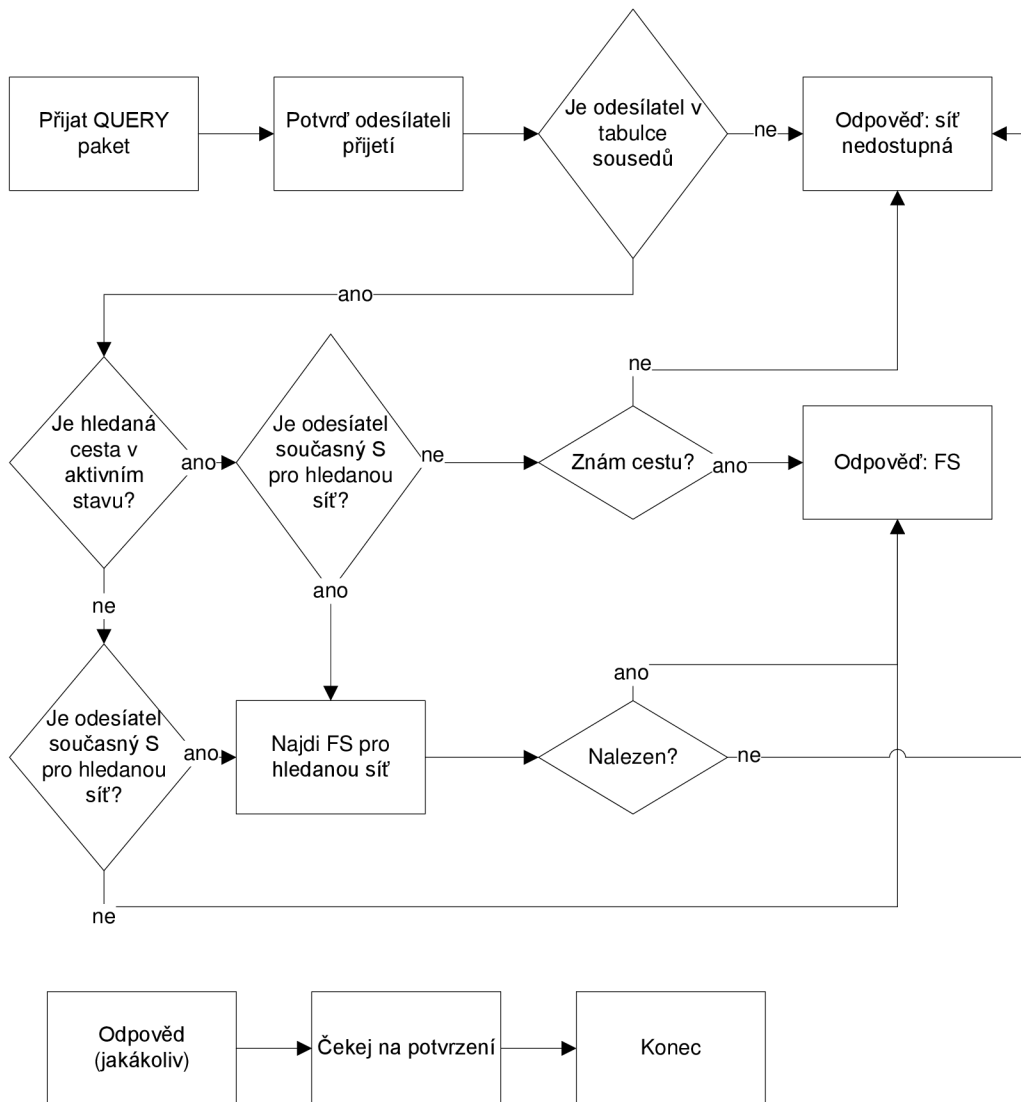 Přijat QUERY
paket
Potvrď odesílateli
přijetí
Je odesílatel v
tabulce
sousedů
ne
Odpověď: síť
nedostupná
ano
Je hledaná
cesta v
aktivním
stavu?
ano
Je odesíatel
současný S
pro hledanou
síť?
ne
ne
Znám cestu?
ano
Odpověď: FS
ne
ano
Je odesíatel
současný S
pro hledanou
síť?
ano
Najdi FS pro
hledanou síť
ano
Nalezen?
ne
ne
Odpověd
(jakákoliv)
Čekej na potvrzení
Konec